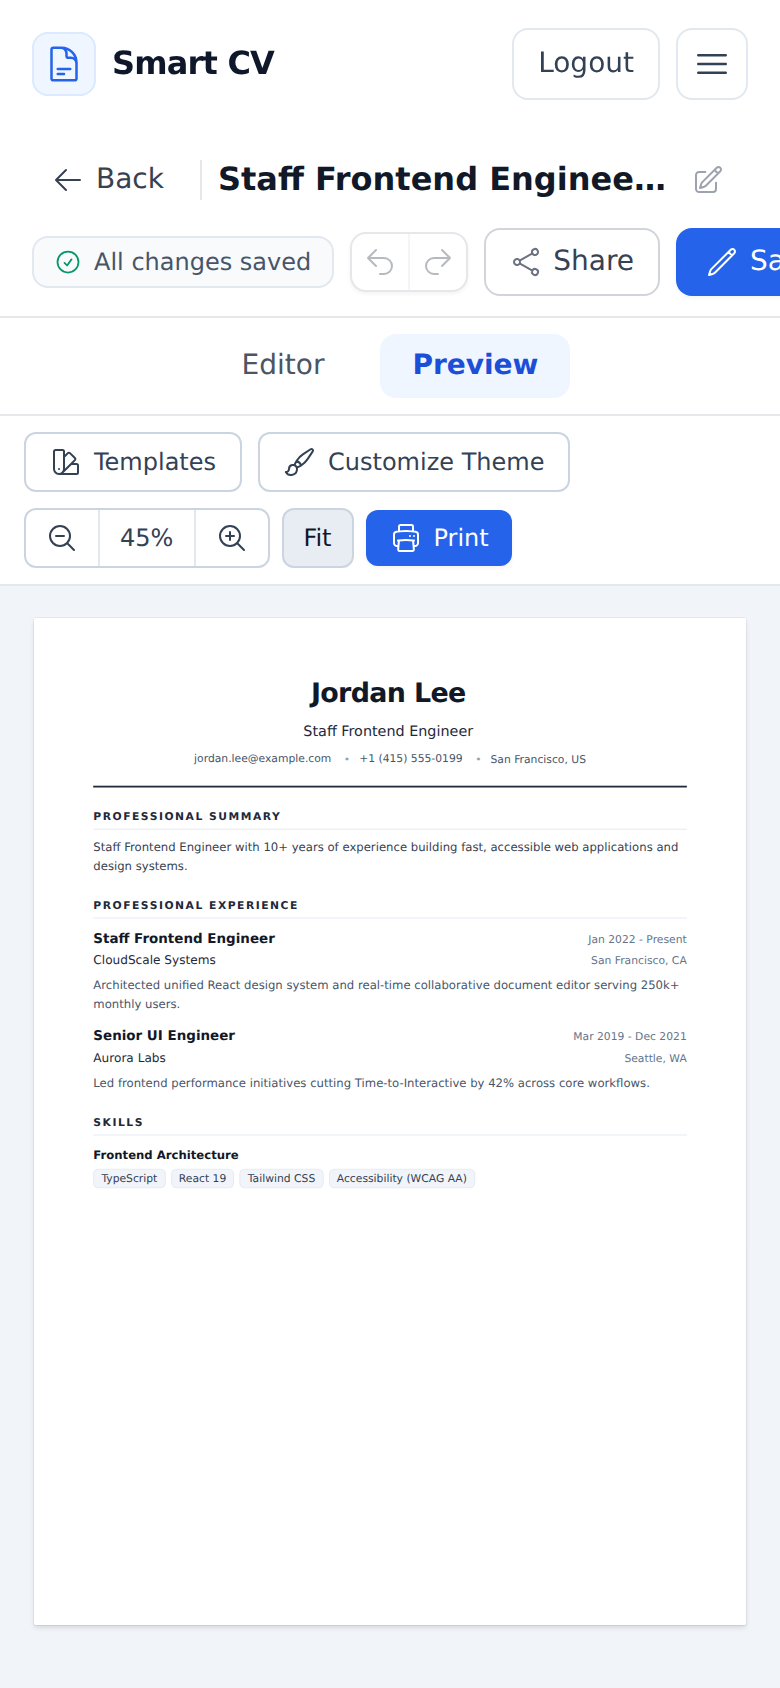 Smart CV
Logout
Back
Staff Frontend Enginee...
All changes saved
Share
Sa
Editor
Preview
Templates
Customize Theme
45%
Fit
Print
Jordan Lee
Staff Frontend Engineer
jordan.lee@example.com • +1 (415) 555-0199 • San Francisco, US
PROFESSIONAL SUMMARY
Staff Frontend Engineer with 10+ years of experience building fast, accessible web applications and
design systems.
PROFESSIONAL EXPERIENCE
Staff Frontend Engineer Jan 2022 - Present
CloudScale Systems San Francisco, CA
Architected unified React design system and real-time collaborative document editor serving 250k+
monthly users.
Senior UI Engineer Mar 2019 - Dec 2021
Aurora Labs Seattle, WA
Led frontend performance initiatives cutting Time-to-Interactive by 42% across core workflows.
SKILLS
Frontend Architecture
TypeScript React 19 Tailwind CSS Accessibility (WCAG AA)